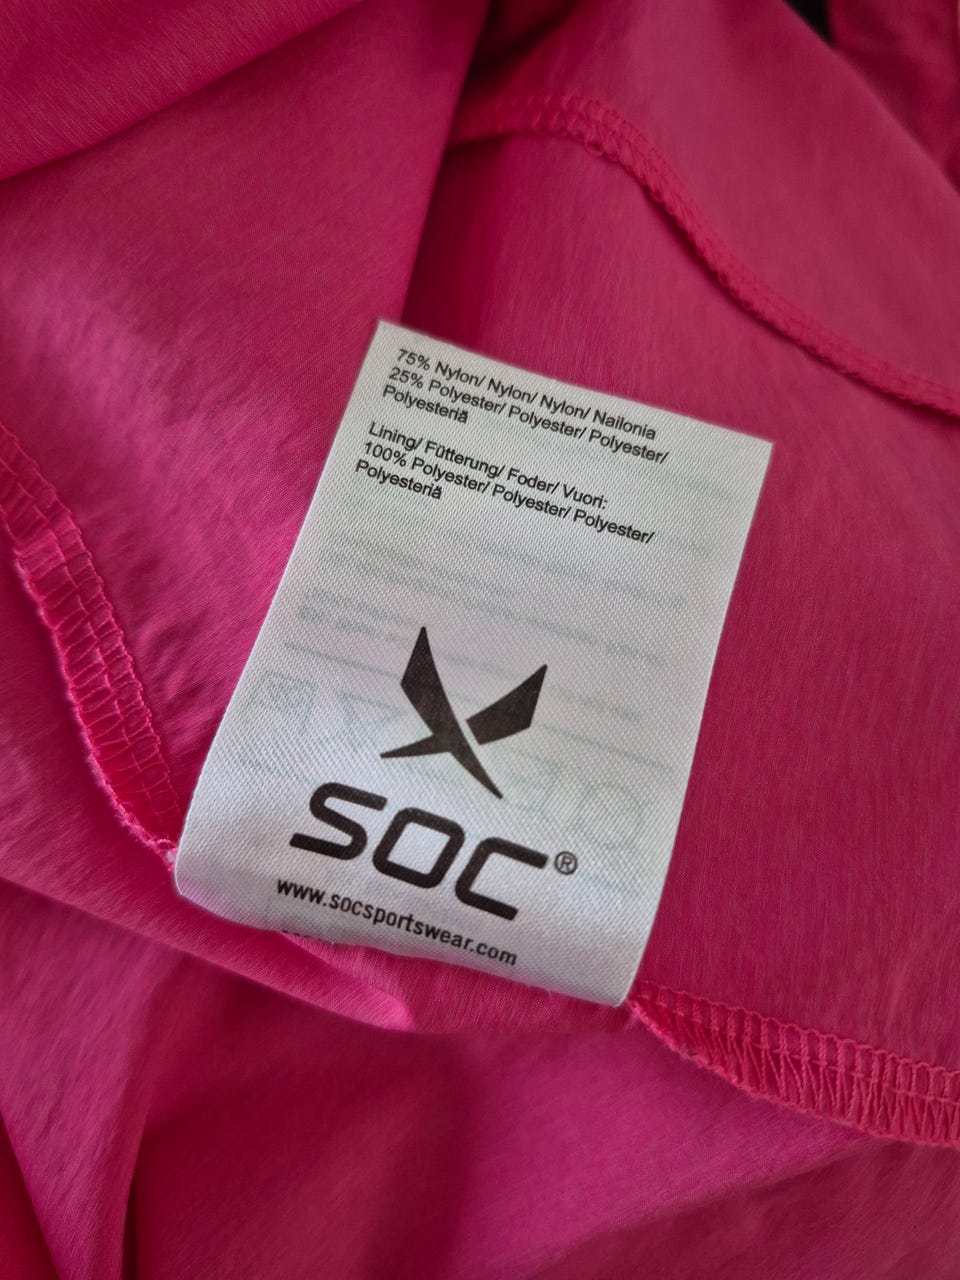 75% Nylon/ Nylon/ Nylon/ Nailonia
25% Polyester/ Polyester/ Polyester/
Polyesteriä
Lining/ Fütterung/ Foder/ Vuori:
100% Polyester/ Polyester/ Polyester/
Polyesteriä
SOC®
www.socsportswear.com